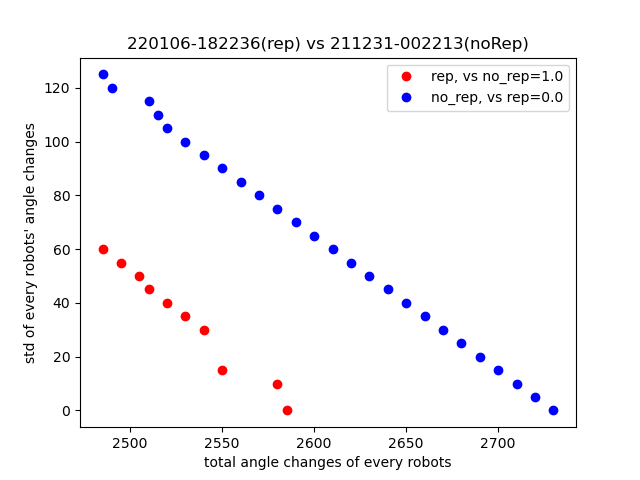 220106-182236(rep) vs 211231-002213(noRep)
rep, vs no_rep=1.0
no_rep, vs rep=0.0
std of every robots' angle changes
120
100
80
60
40
20
0
2500 2550 2600 2650 2700
total angle changes of every robots